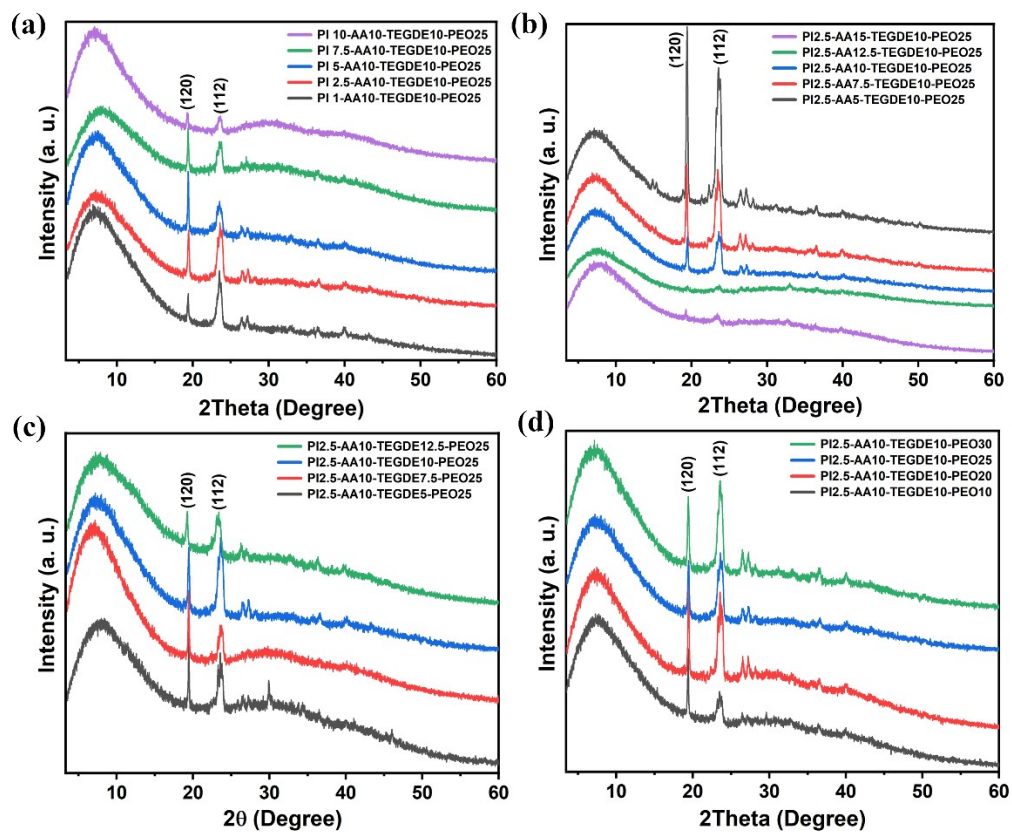 (a)
PI 10-AA10-TEGDE10-PEO25
PI 7.5-AA10-TEGDE10-PEO25
PI 5-AA10-TEGDE10-PEO25
PI 2.5-AA10-TEGDE10-PEO25
PI 1-AA10-TEGDE10-PEO25
(120)
(112)
Intensity (a. u.)
10 20 30 40 50 60
2Theta (Degree)
(b)
PI2.5-AA15-TEGDE10-PEO25
PI2.5-AA12.5-TEGDE10-PEO25
PI2.5-AA10-TEGDE10-PEO25
PI2.5-AA7.5-TEGDE10-PEO25
PI2.5-AA5-TEGDE10-PEO25
(120)
(112)
Intensity (a. u.)
10 20 30 40 50 60
2Theta (Degree)
(c)
PI2.5-AA10-TEGDE12.5-PEO25
PI2.5-AA10-TEGDE10-PEO25
PI2.5-AA10-TEGDE7.5-PEO25
PI2.5-AA10-TEGDE5-PEO25
(120)
(112)
Intensity (a. u.)
10 20 30 40 50 60
2θ (Degree)
(d)
PI2.5-AA10-TEGDE10-PEO30
PI2.5-AA10-TEGDE10-PEO25
PI2.5-AA10-TEGDE10-PEO20
PI2.5-AA10-TEGDE10-PEO10
(120)
(112)
Intensity (a. u.)
10 20 30 40 50 60
2Theta (Degree)